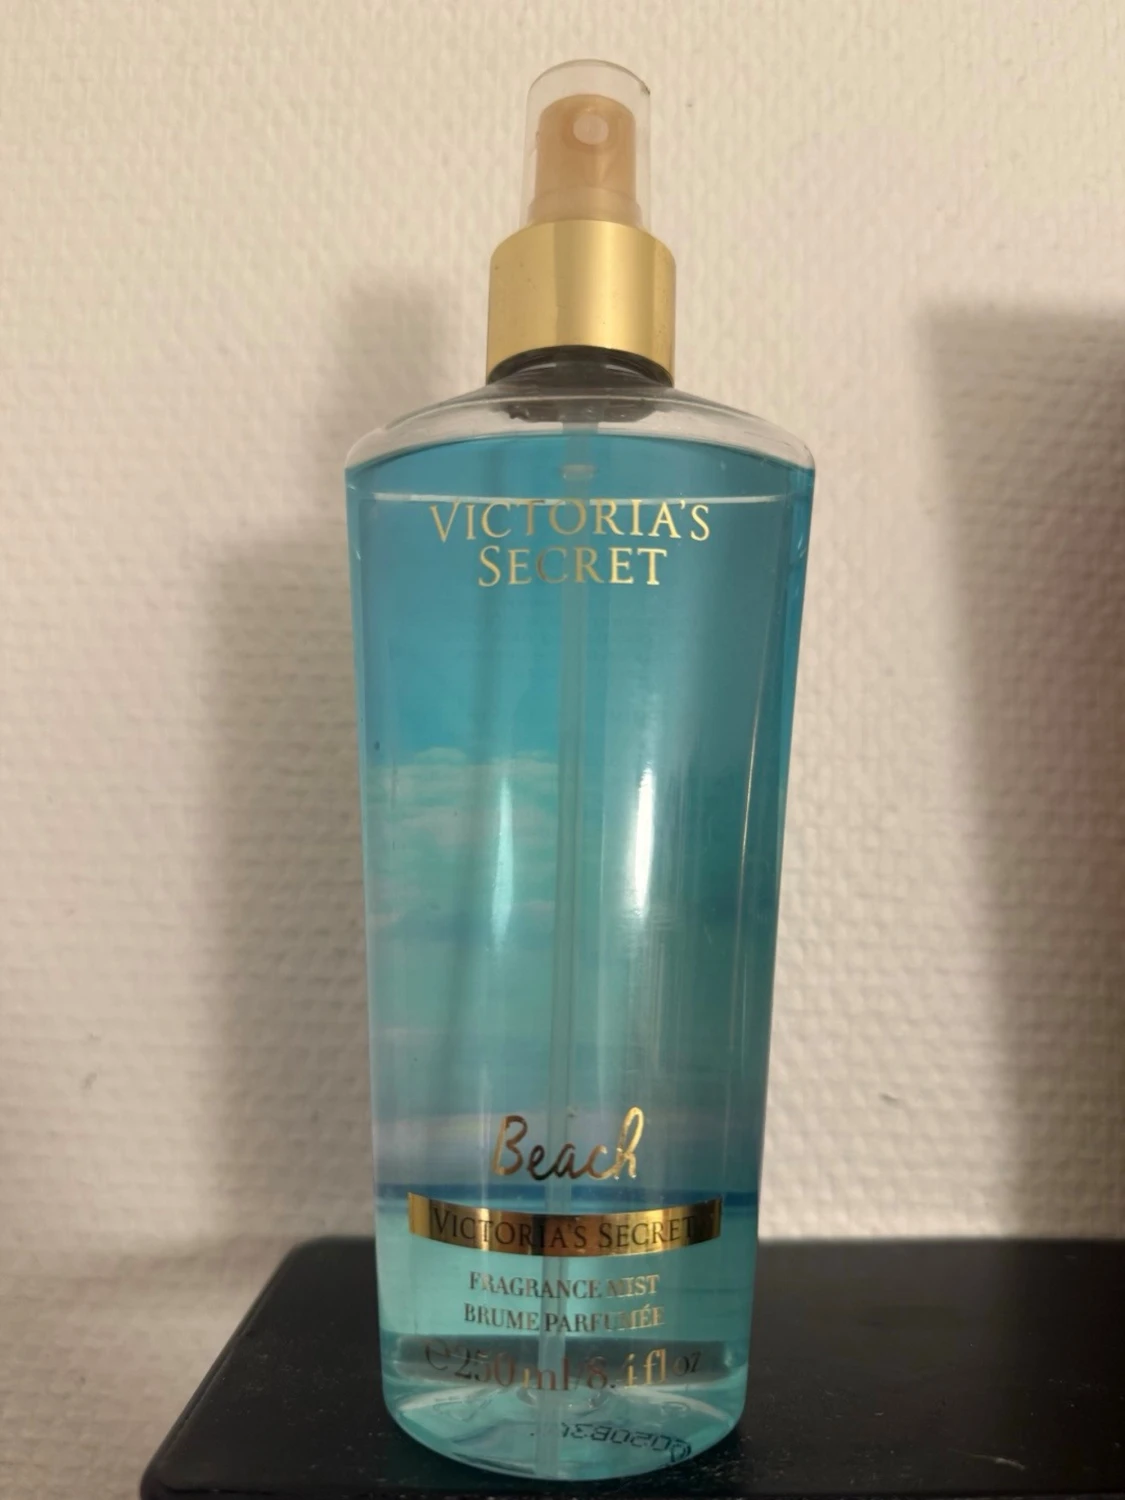 VICTORIA'S
SECRET
Beach
VICTORIA'S SECRET
FRAGRANCE MIST
BRUME PARFUMÉE
℮ 250 ml/8.4 fl oz